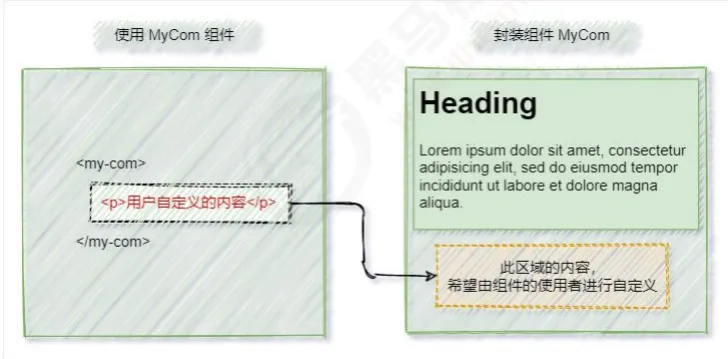 使用 MyCom 组件
<my-com>
<p>用户自定义的内容</p>
</my-com>
封装组件 MyCom
Heading
Lorem ipsum dolor sit amet, consectetur
adipisicing elit, sed do eiusmod tempor
incididunt ut labore et dolore magna
aliqua.
此区域的内容，
希望由组件的使用者进行自定义